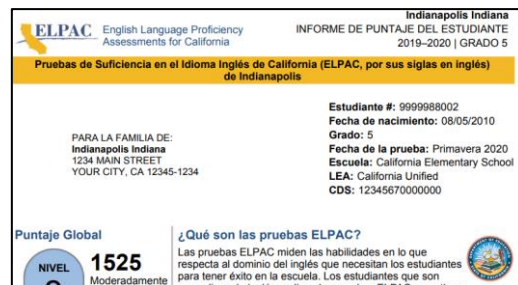 ELPAC
English Language Proficiency
Assessments for California
Indianapolis Indiana
INFORME DE PUNTAJE DEL ESTUDIANTE
2019–2020 | GRADO 5
Pruebas de Suficiencia en el Idioma Inglés de California (ELPAC, por sus siglas en inglés)
de Indianapolis
PARA LA FAMILIA DE:
Indianapolis Indiana
1234 MAIN STREET
YOUR CITY, CA 12345-1234
Estudiante #: 9999988002
Fecha de nacimiento: 08/05/2010
Grado: 5
Fecha de la prueba: Primavera 2020
Escuela: California Elementary School
LEA: California Unified
CDS: 12345670000000
Puntaje Global
NIVEL
1525
Moderadamente
¿Qué son las pruebas ELPAC?
Las pruebas ELPAC miden las habilidades en lo que
respecta al dominio del inglés que necesitan los estudiantes
para tener éxito en la escuela. Los estudiantes que son